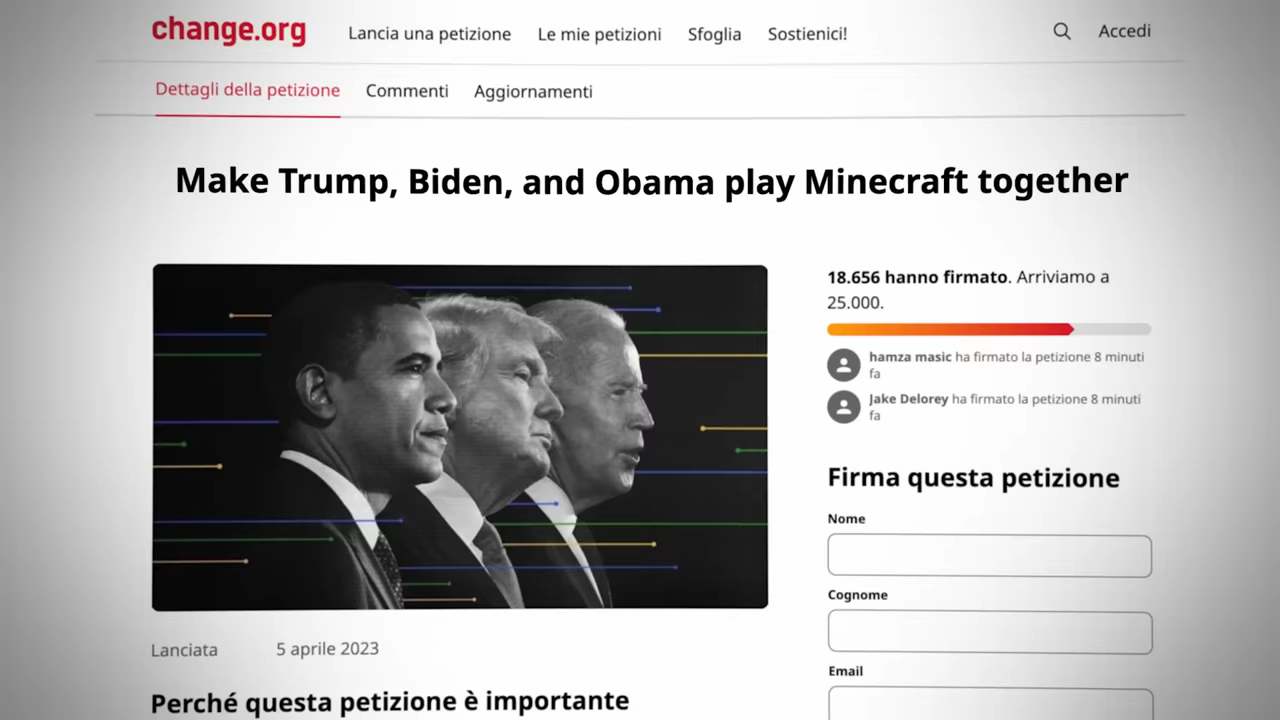 change.org
Lancia una petizione
Le mie petizioni
Sfoglia
Sostienici!
Accedi
Dettagli della petizione
Commenti
Aggiornamenti
Make Trump, Biden, and Obama play Minecraft together
18.656 hanno firmato. Arriviamo a
25.000.
hamza masic ha firmato la petizione 8 minuti
fa
Jake Delorey ha firmato la petizione 8 minuti
fa
Firma questa petizione
Nome
Cognome
Email
Lanciata
5 aprile 2023
Perché questa petizione è importante